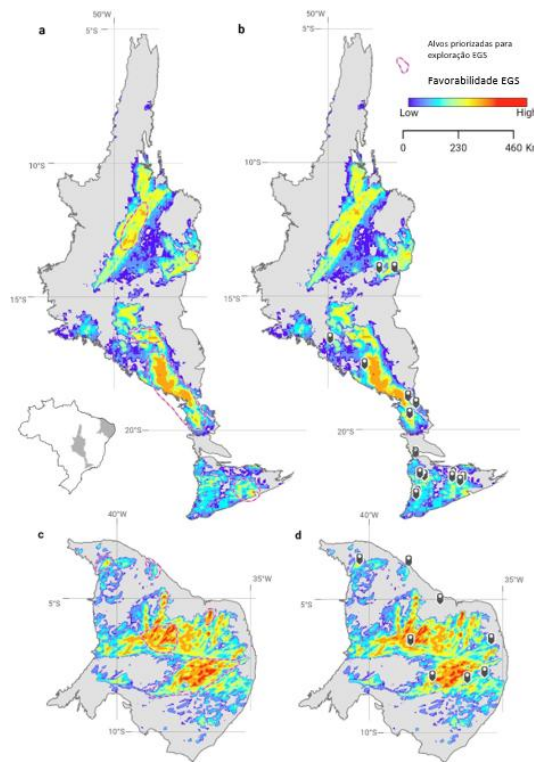 a
50°W
5°S
b
50°W
5°S
Alvos priorizadas para
exploração EGS
Favorabilidade EGS
Low
High
0
230
460 Km
10°S
10°S
15°S
15°S
20°S
20°S
c
40°W
35°W
5°S
10°S
d
40°W
35°W
5°S
10°S